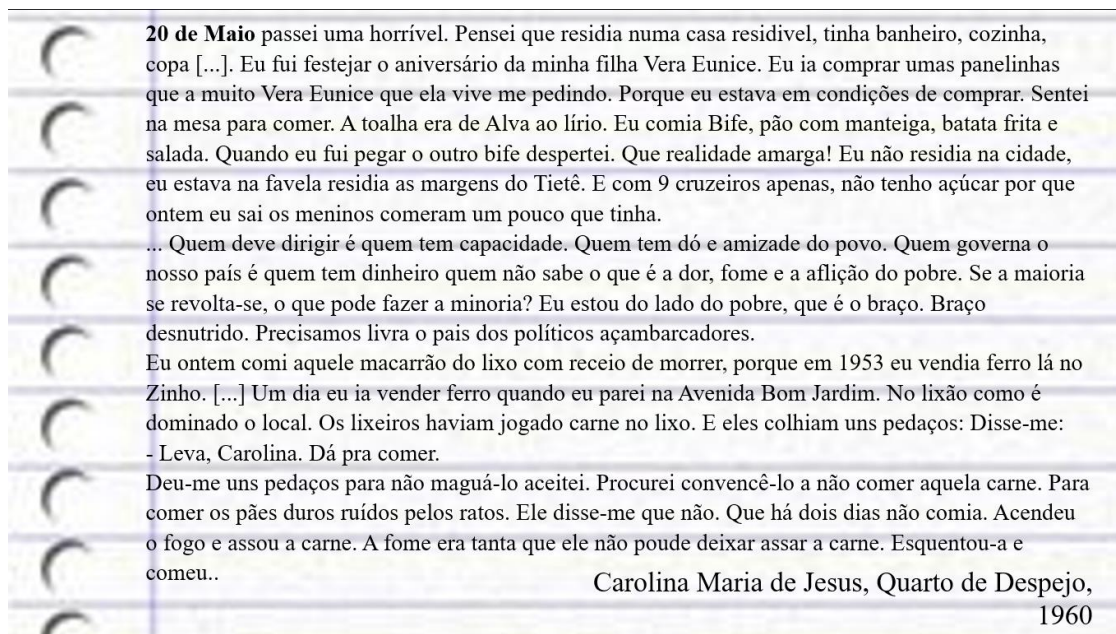 20 de Maio passei uma horrível. Pensei que residia numa casa residivel, tinha banheiro, cozinha,
copa [...]. Eu fui festejar o aniversário da minha filha Vera Eunice. Eu ia comprar umas panelinhas
que a muito Vera Eunice que ela vive me pedindo. Porque eu estava em condições de comprar. Sentei
na mesa para comer. A toalha era de Alva ao lírio. Eu comia Bife, pão com manteiga, batata frita e
salada. Quando eu fui pegar o outro bife despertei. Que realidade amarga! Eu não residia na cidade,
eu estava na favela residia as margens do Tietê. E com 9 cruzeiros apenas, não tenho açúcar por que
ontem eu sai os meninos comeram um pouco que tinha.
... Quem deve dirigir é quem tem capacidade. Quem tem dó e amizade do povo. Quem governa o
nosso país é quem tem dinheiro quem não sabe o que é a dor, fome e a aflição do pobre. Se a maioria
se revolta-se, o que pode fazer a minoria? Eu estou do lado do pobre, que é o braço. Braço
desnutrido. Precisamos livra o pais dos políticos açambarcadores.
Eu ontem comi aquele macarrão do lixo com receio de morrer, porque em 1953 eu vendia ferro lá no
Zinho. [...] Um dia eu ia vender ferro quando eu parei na Avenida Bom Jardim. No lixão como é
dominado o local. Os lixeiros haviam jogado carne no lixo. E eles colhiam uns pedaços: Disse-me:
- Leva, Carolina. Dá pra comer.
Deu-me uns pedaços para não maguá-lo aceitei. Procurei convencê-lo a não comer aquela carne. Para
comer os pães duros ruídos pelos ratos. Ele disse-me que não. Que há dois dias não comia. Acendeu
o fogo e assou a carne. A fome era tanta que ele não poude deixar assar a carne. Esquentou-a e
comeu..
Carolina Maria de Jesus, Quarto de Despejo,
1960